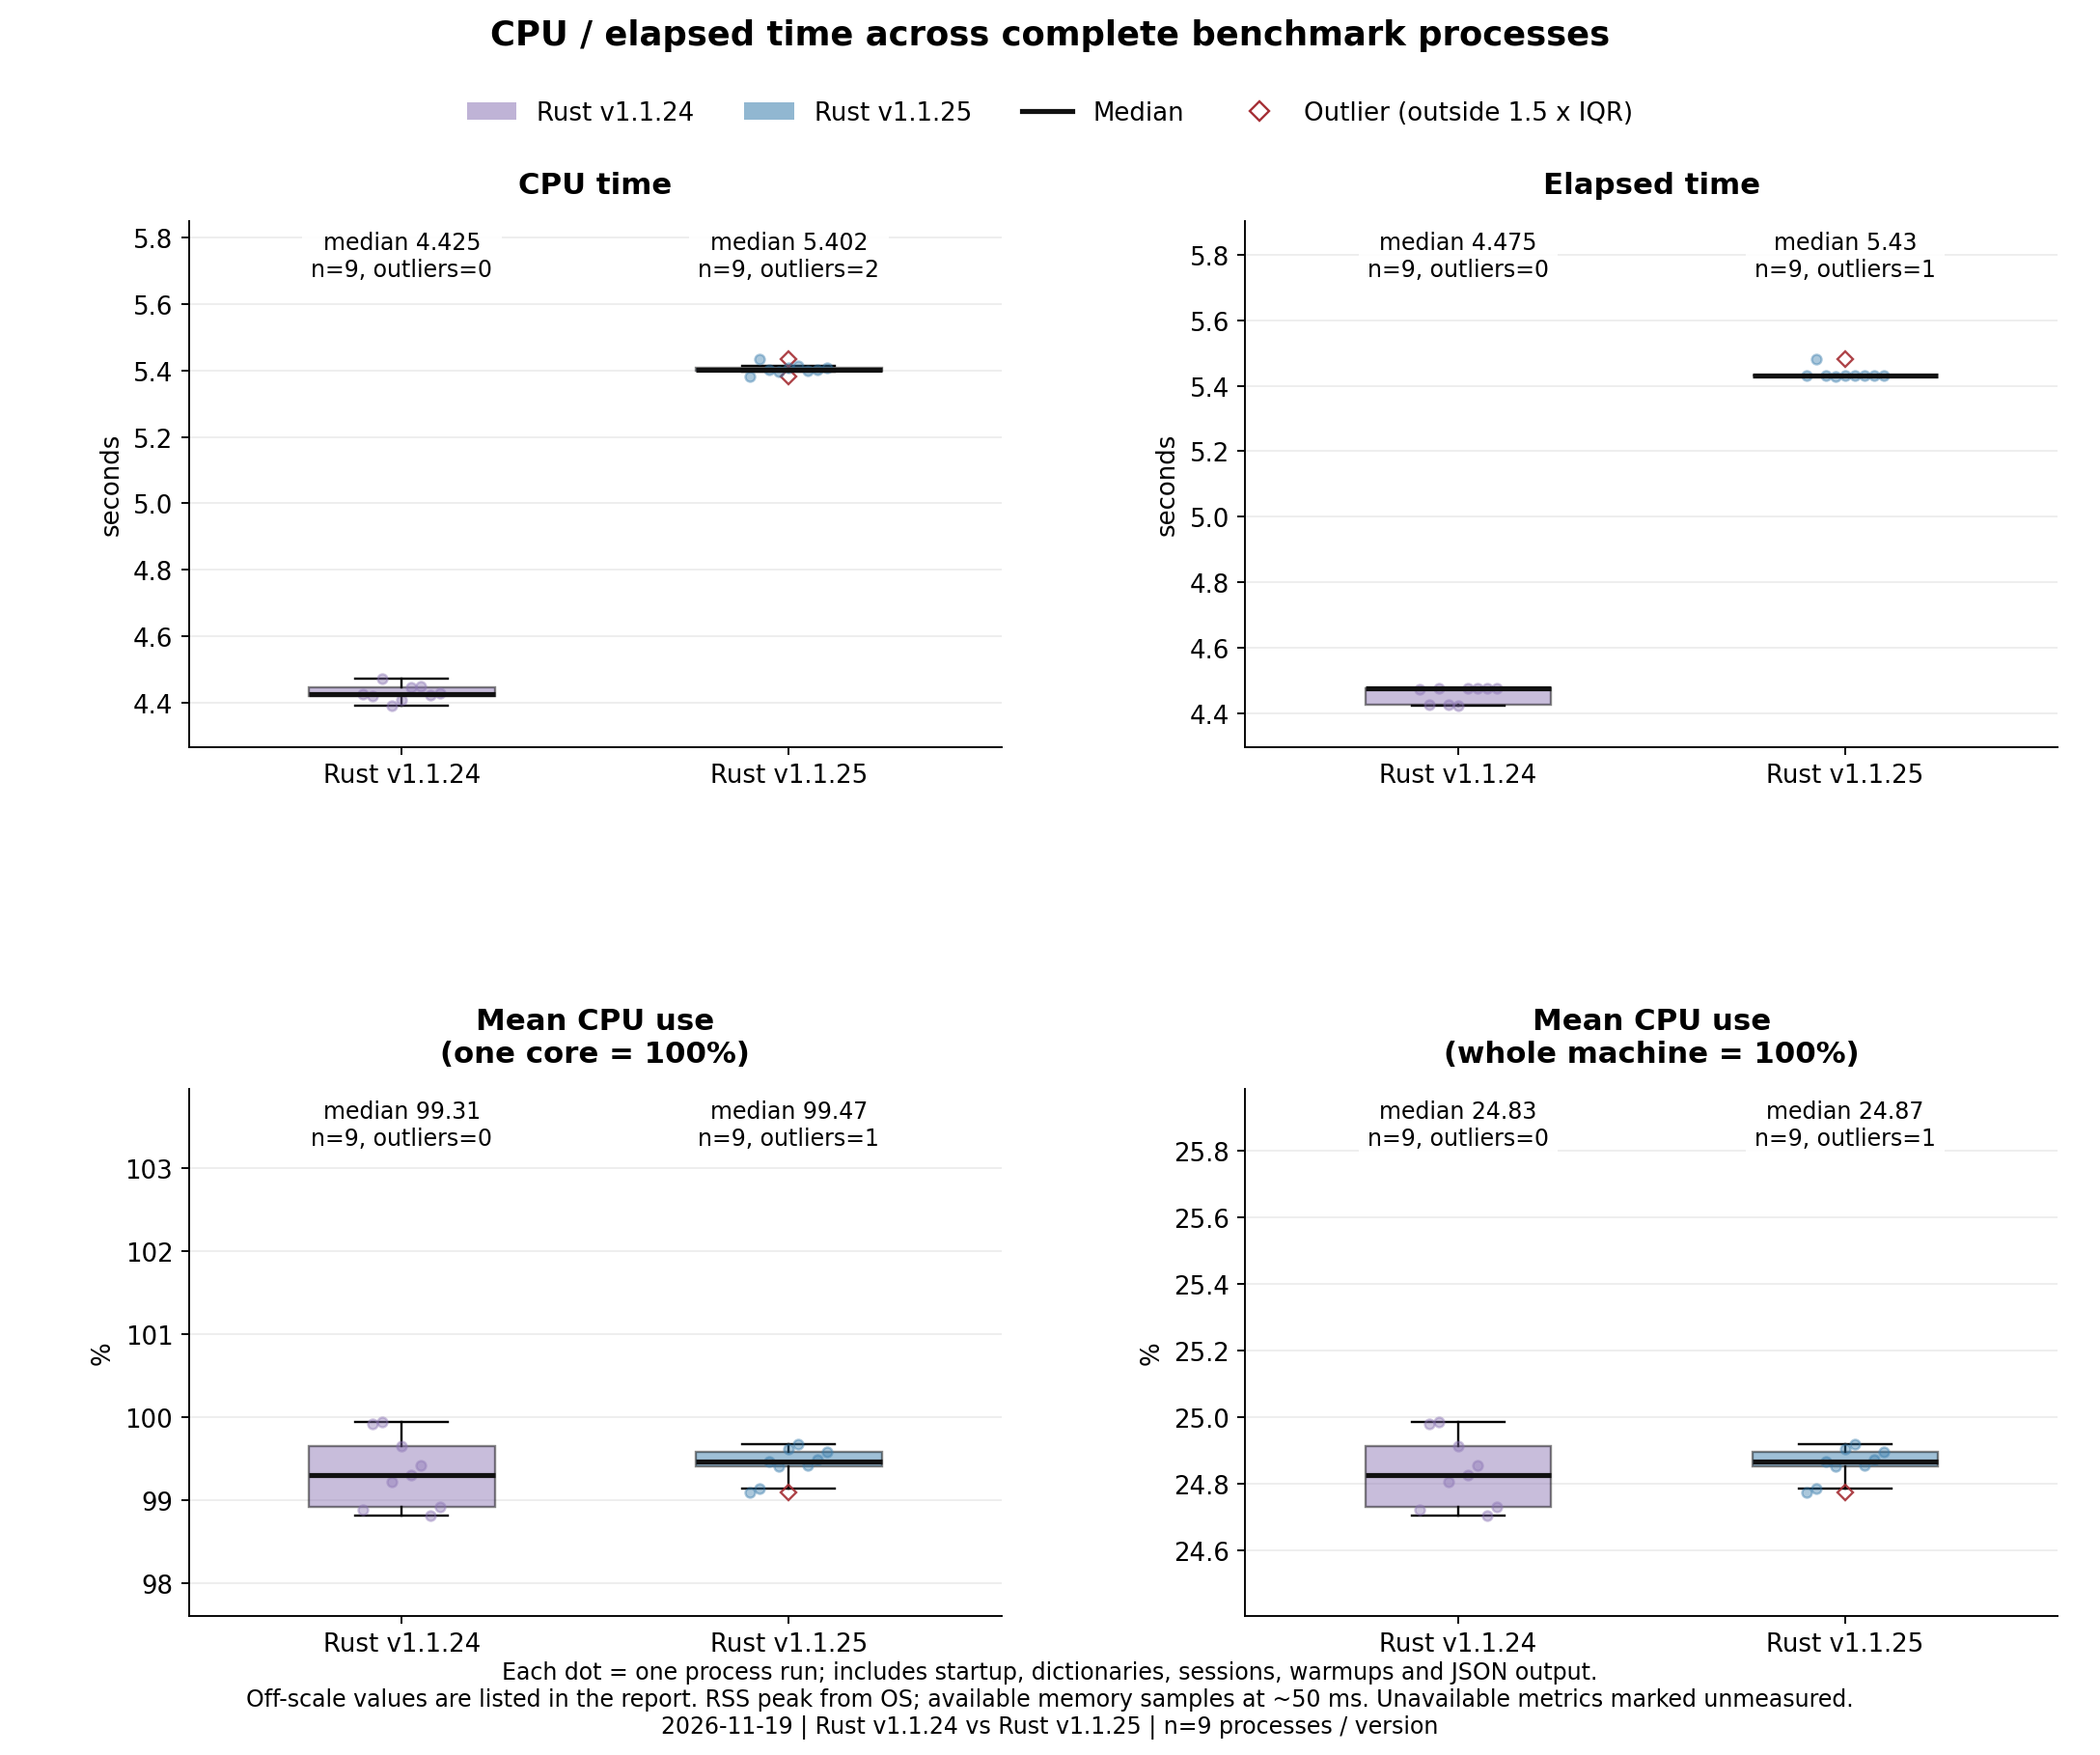 CPU / elapsed time across complete benchmark processes
Rust v1.1.24
Rust v1.1.25
Median
Outlier (outside 1.5 x IQR)
CPU time
median 4.425
n=9, outliers=0
median 5.402
n=9, outliers=2
5.8
5.6
5.4
5.2
5.0
4.8
4.6
4.4
seconds
Rust v1.1.24
Rust v1.1.25
Elapsed time
median 4.475
n=9, outliers=0
median 5.43
n=9, outliers=1
5.8
5.6
5.4
5.2
5.0
4.8
4.6
4.4
seconds
Rust v1.1.24
Rust v1.1.25
Mean CPU use
(one core = 100%)
median 99.31
n=9, outliers=0
median 99.47
n=9, outliers=1
103
102
101
100
99
98
%
Rust v1.1.24
Rust v1.1.25
Mean CPU use
(whole machine = 100%)
median 24.83
n=9, outliers=0
median 24.87
n=9, outliers=1
25.8
25.6
25.4
25.2
25.0
24.8
24.6
%
Rust v1.1.24
Rust v1.1.25
Each dot = one process run; includes startup, dictionaries, sessions, warmups and JSON output.
Off-scale values are listed in the report. RSS peak from OS; available memory samples at ~50 ms. Unavailable metrics marked unmeasured.
2026-11-19 | Rust v1.1.24 vs Rust v1.1.25 | n=9 processes / version